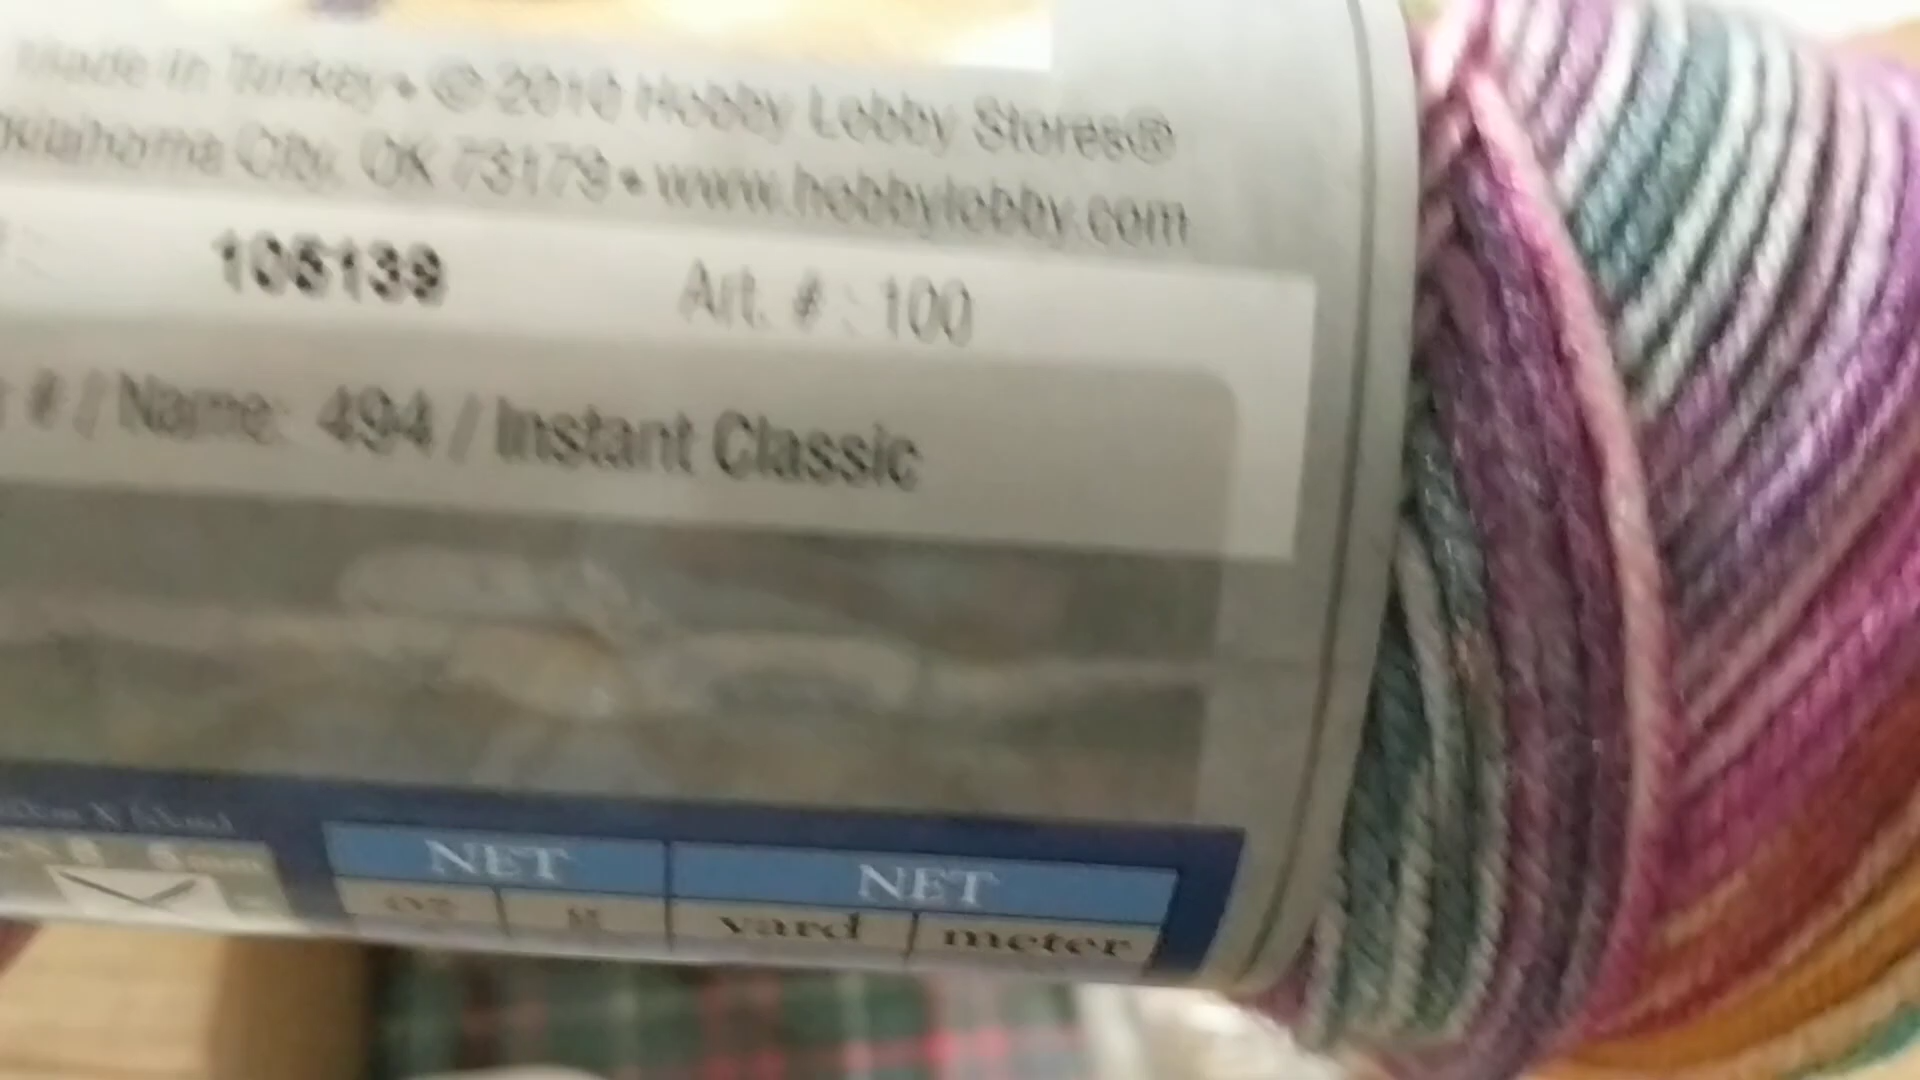 Made in Turkey • © 2010 Hobby Lobby Stores®
Oklahoma City, OK 73179 • www.hobbylobby.com
Art. # : 100
# / Name: 494 / Instant Classic
NET NET
oz g yard meter